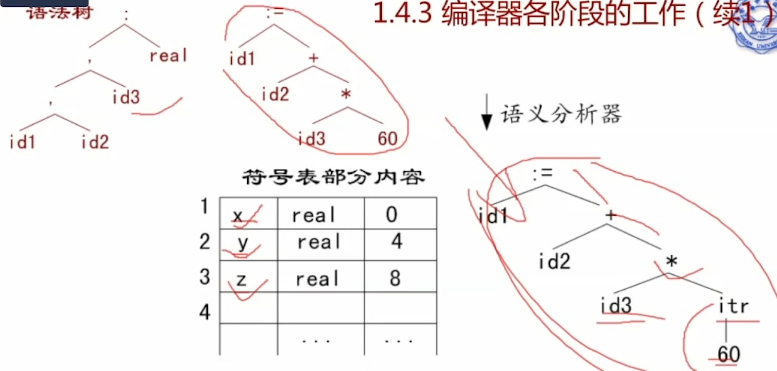 1.4.3 编译器各阶段的工作（续1）
语法树
:
, real
, id3
id1 id2
:=
id1 +
id2 *
id3 60
语义分析器
:=
id1 +
id2 *
id3 itr
60
符号表部分内容
1 x real 0
2 y real 4
3 z real 8
4
... ...